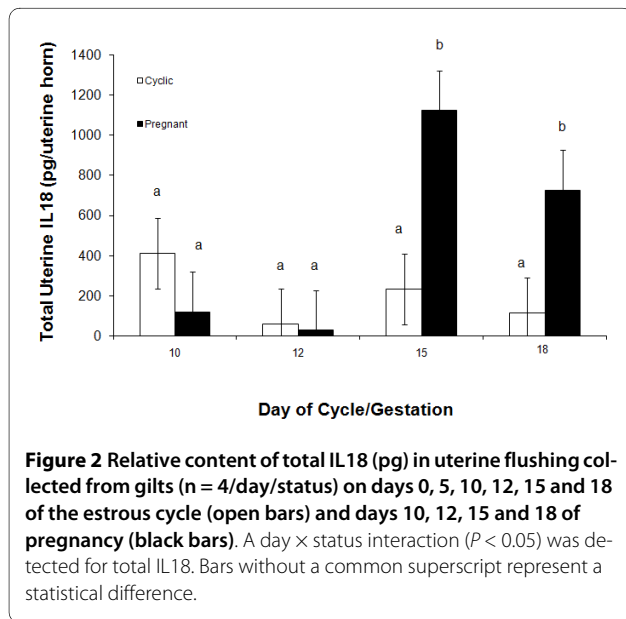 1400
1200
1000
800
600
400
200
0
Total Uterine IL18 (pg/uterine horn)
Cyclic
Pregnant
a
a
a
a
a
b
a
b
10
12
15
18
Day of Cycle/Gestation
Figure 2 Relative content of total IL18 (pg) in uterine flushing col-
lected from gilts (n = 4/day/status) on days 0, 5, 10, 12, 15 and 18
of the estrous cycle (open bars) and days 10, 12, 15 and 18 of
pregnancy (black bars). A day × status interaction (P < 0.05) was de-
tected for total IL18. Bars without a common superscript represent a
statistical difference.